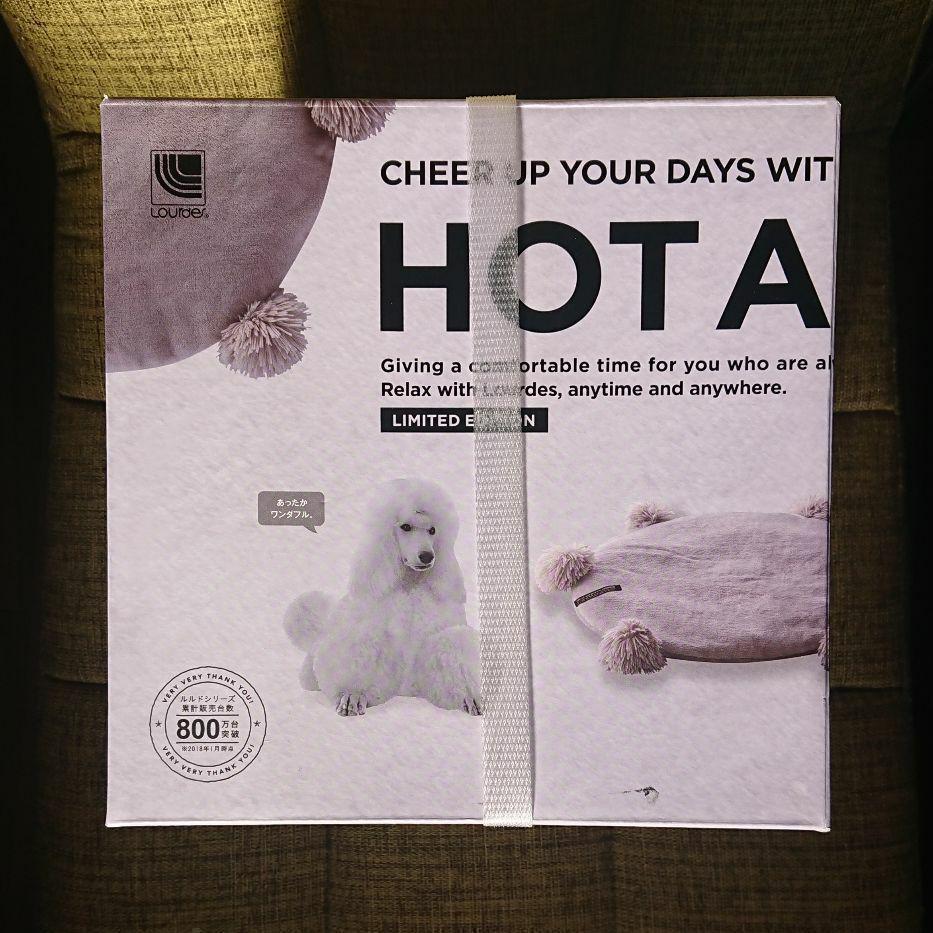 Lourdes
CHEER UP YOUR DAYS WIT
HOT A
Giving a comfortable time for you who are al
Relax with Lourdes, anytime and anywhere.
LIMITED EDITION
あったか
ワンダフル。
VERY VERY THANK YOU!
ルルドシリーズ
累計販売台数
800万台
突破
※2018年1月時点
VERY VERY THANK YOU!